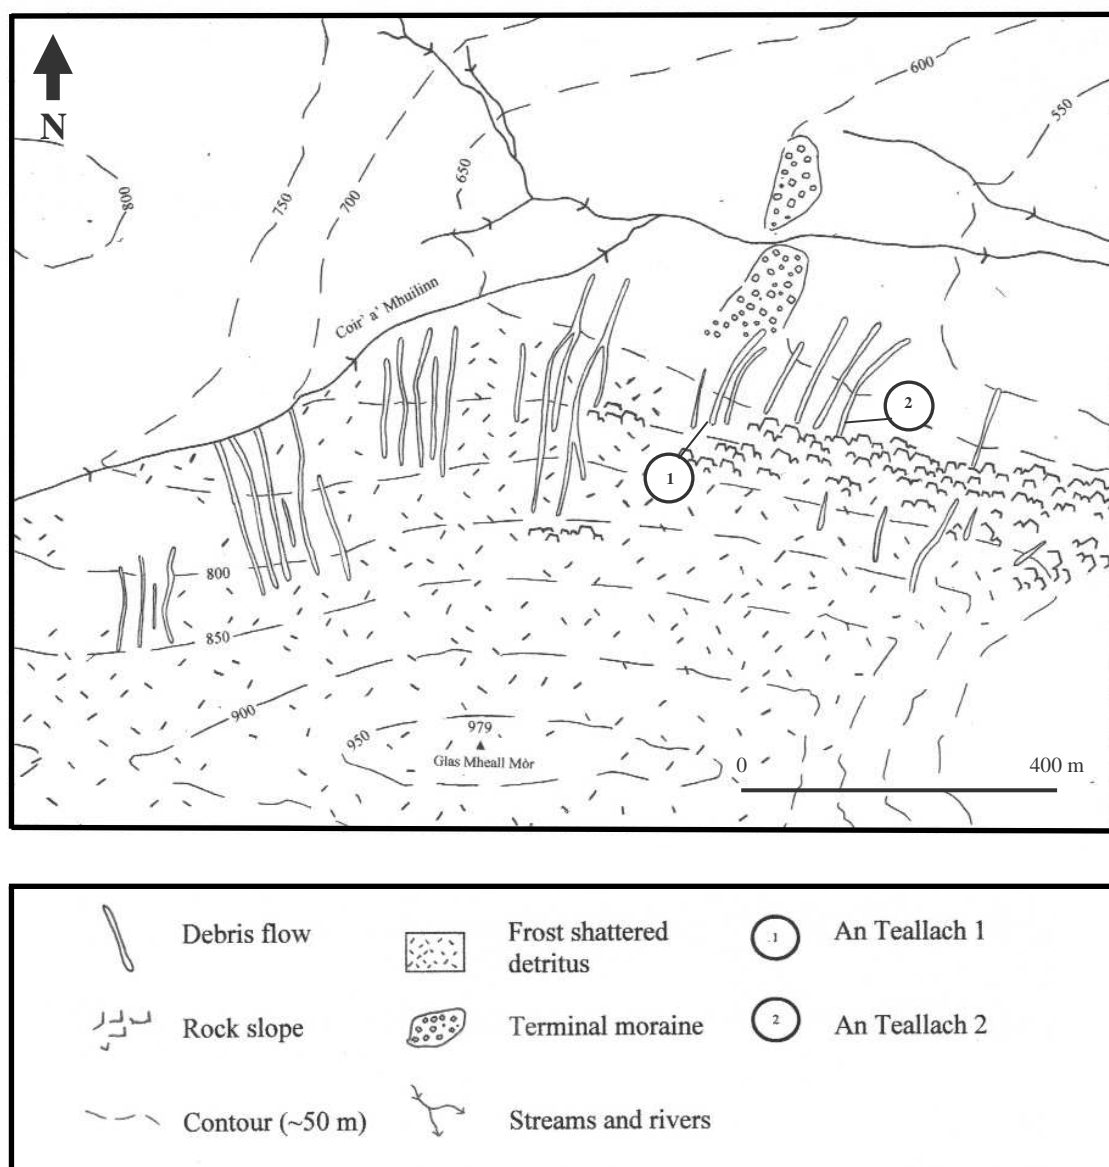 N
600
550
650
700
750
800
Coir' a' Mhuilinn
2
1
800
850
900
950
979
Glas Mheall Mòr
0
400 m
Debris flow
Frost shattered
detritus
1
An Teallach 1
Rock slope
Terminal moraine
2
An Teallach 2
Contour (~50 m)
Streams and rivers